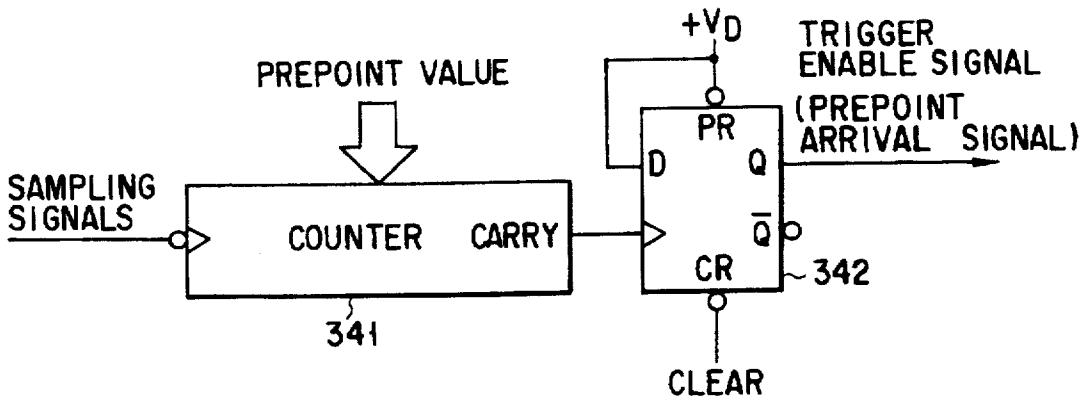 PREPOINT VALUE
+VD
TRIGGER
ENABLE SIGNAL
(PREPOINT
ARRIVAL SIGNAL)
SAMPLING
SIGNALS
COUNTER
CARRY
341
PR
D
Q
Q̅
CR
342
CLEAR